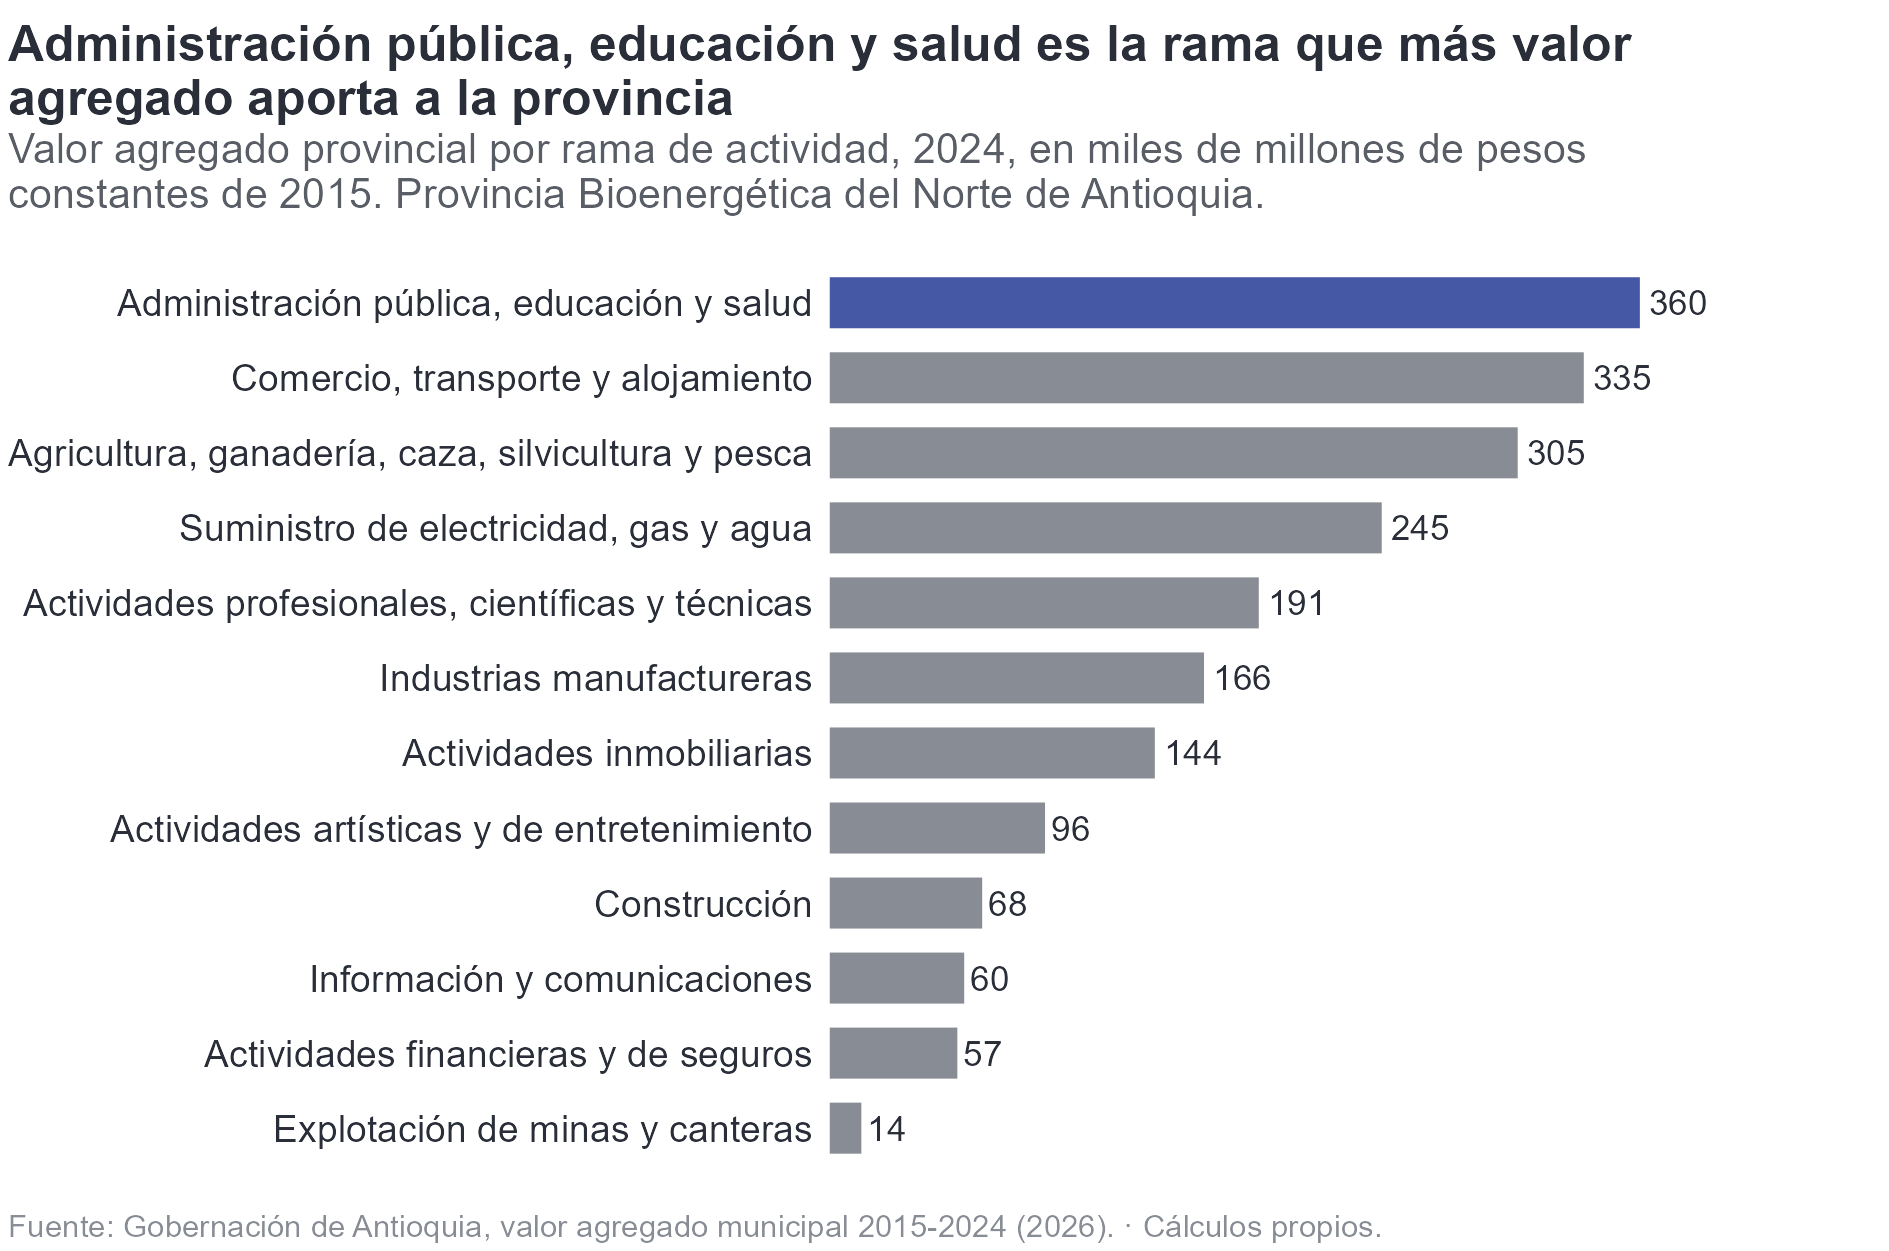 Administración pública, educación y salud es la rama que más valor
agregado aporta a la provincia
Valor agregado provincial por rama de actividad, 2024, en miles de millones de pesos
constantes de 2015. Provincia Bioenergética del Norte de Antioquia.
Administración pública, educación y salud 360
Comercio, transporte y alojamiento 335
Agricultura, ganadería, caza, silvicultura y pesca 305
Suministro de electricidad, gas y agua 245
Actividades profesionales, científicas y técnicas 191
Industrias manufactureras 166
Actividades inmobiliarias 144
Actividades artísticas y de entretenimiento 96
Construcción 68
Información y comunicaciones 60
Actividades financieras y de seguros 57
Explotación de minas y canteras 14
Fuente: Gobernación de Antioquia, valor agregado municipal 2015-2024 (2026). · Cálculos propios.